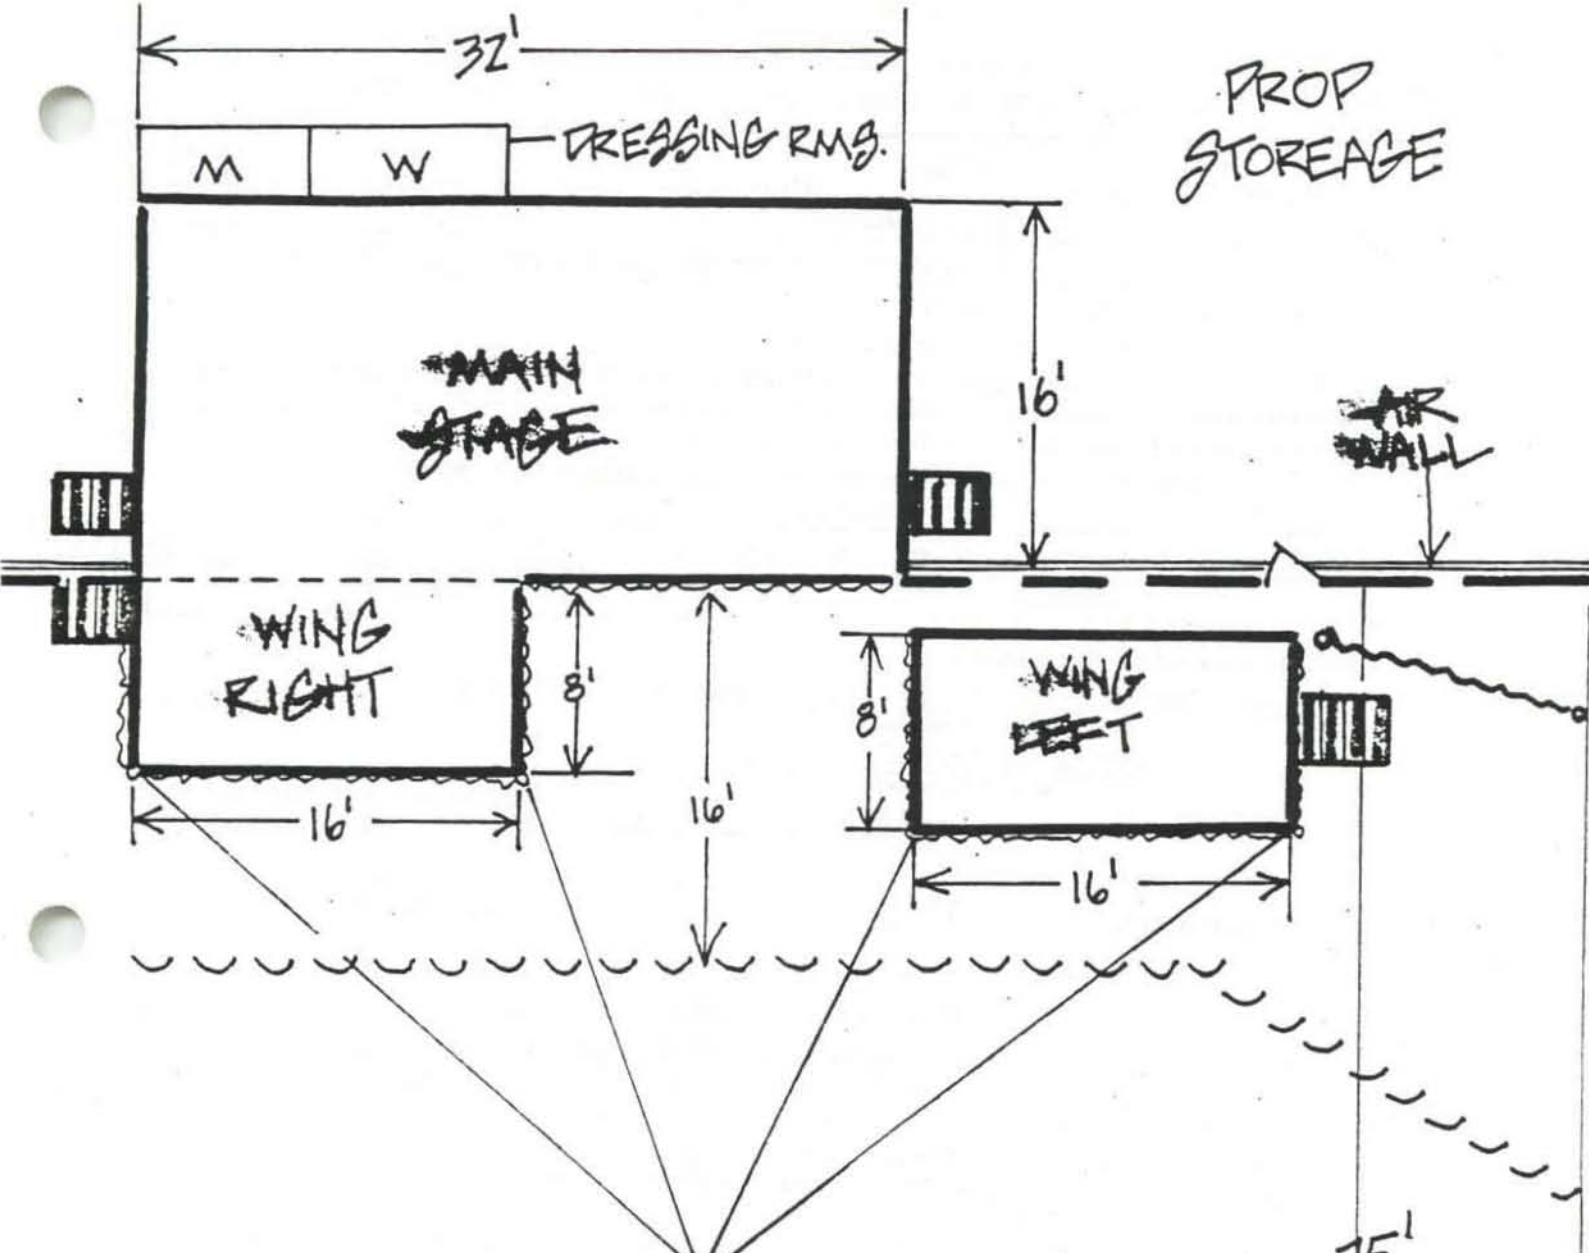 32'
PROP
STOREAGE
DRESSING RMS.
M
W
MAIN
STAGE
16'
AIR
WALL
WING
RIGHT
8'
WING
LEFT
8'
16'
16'
16'